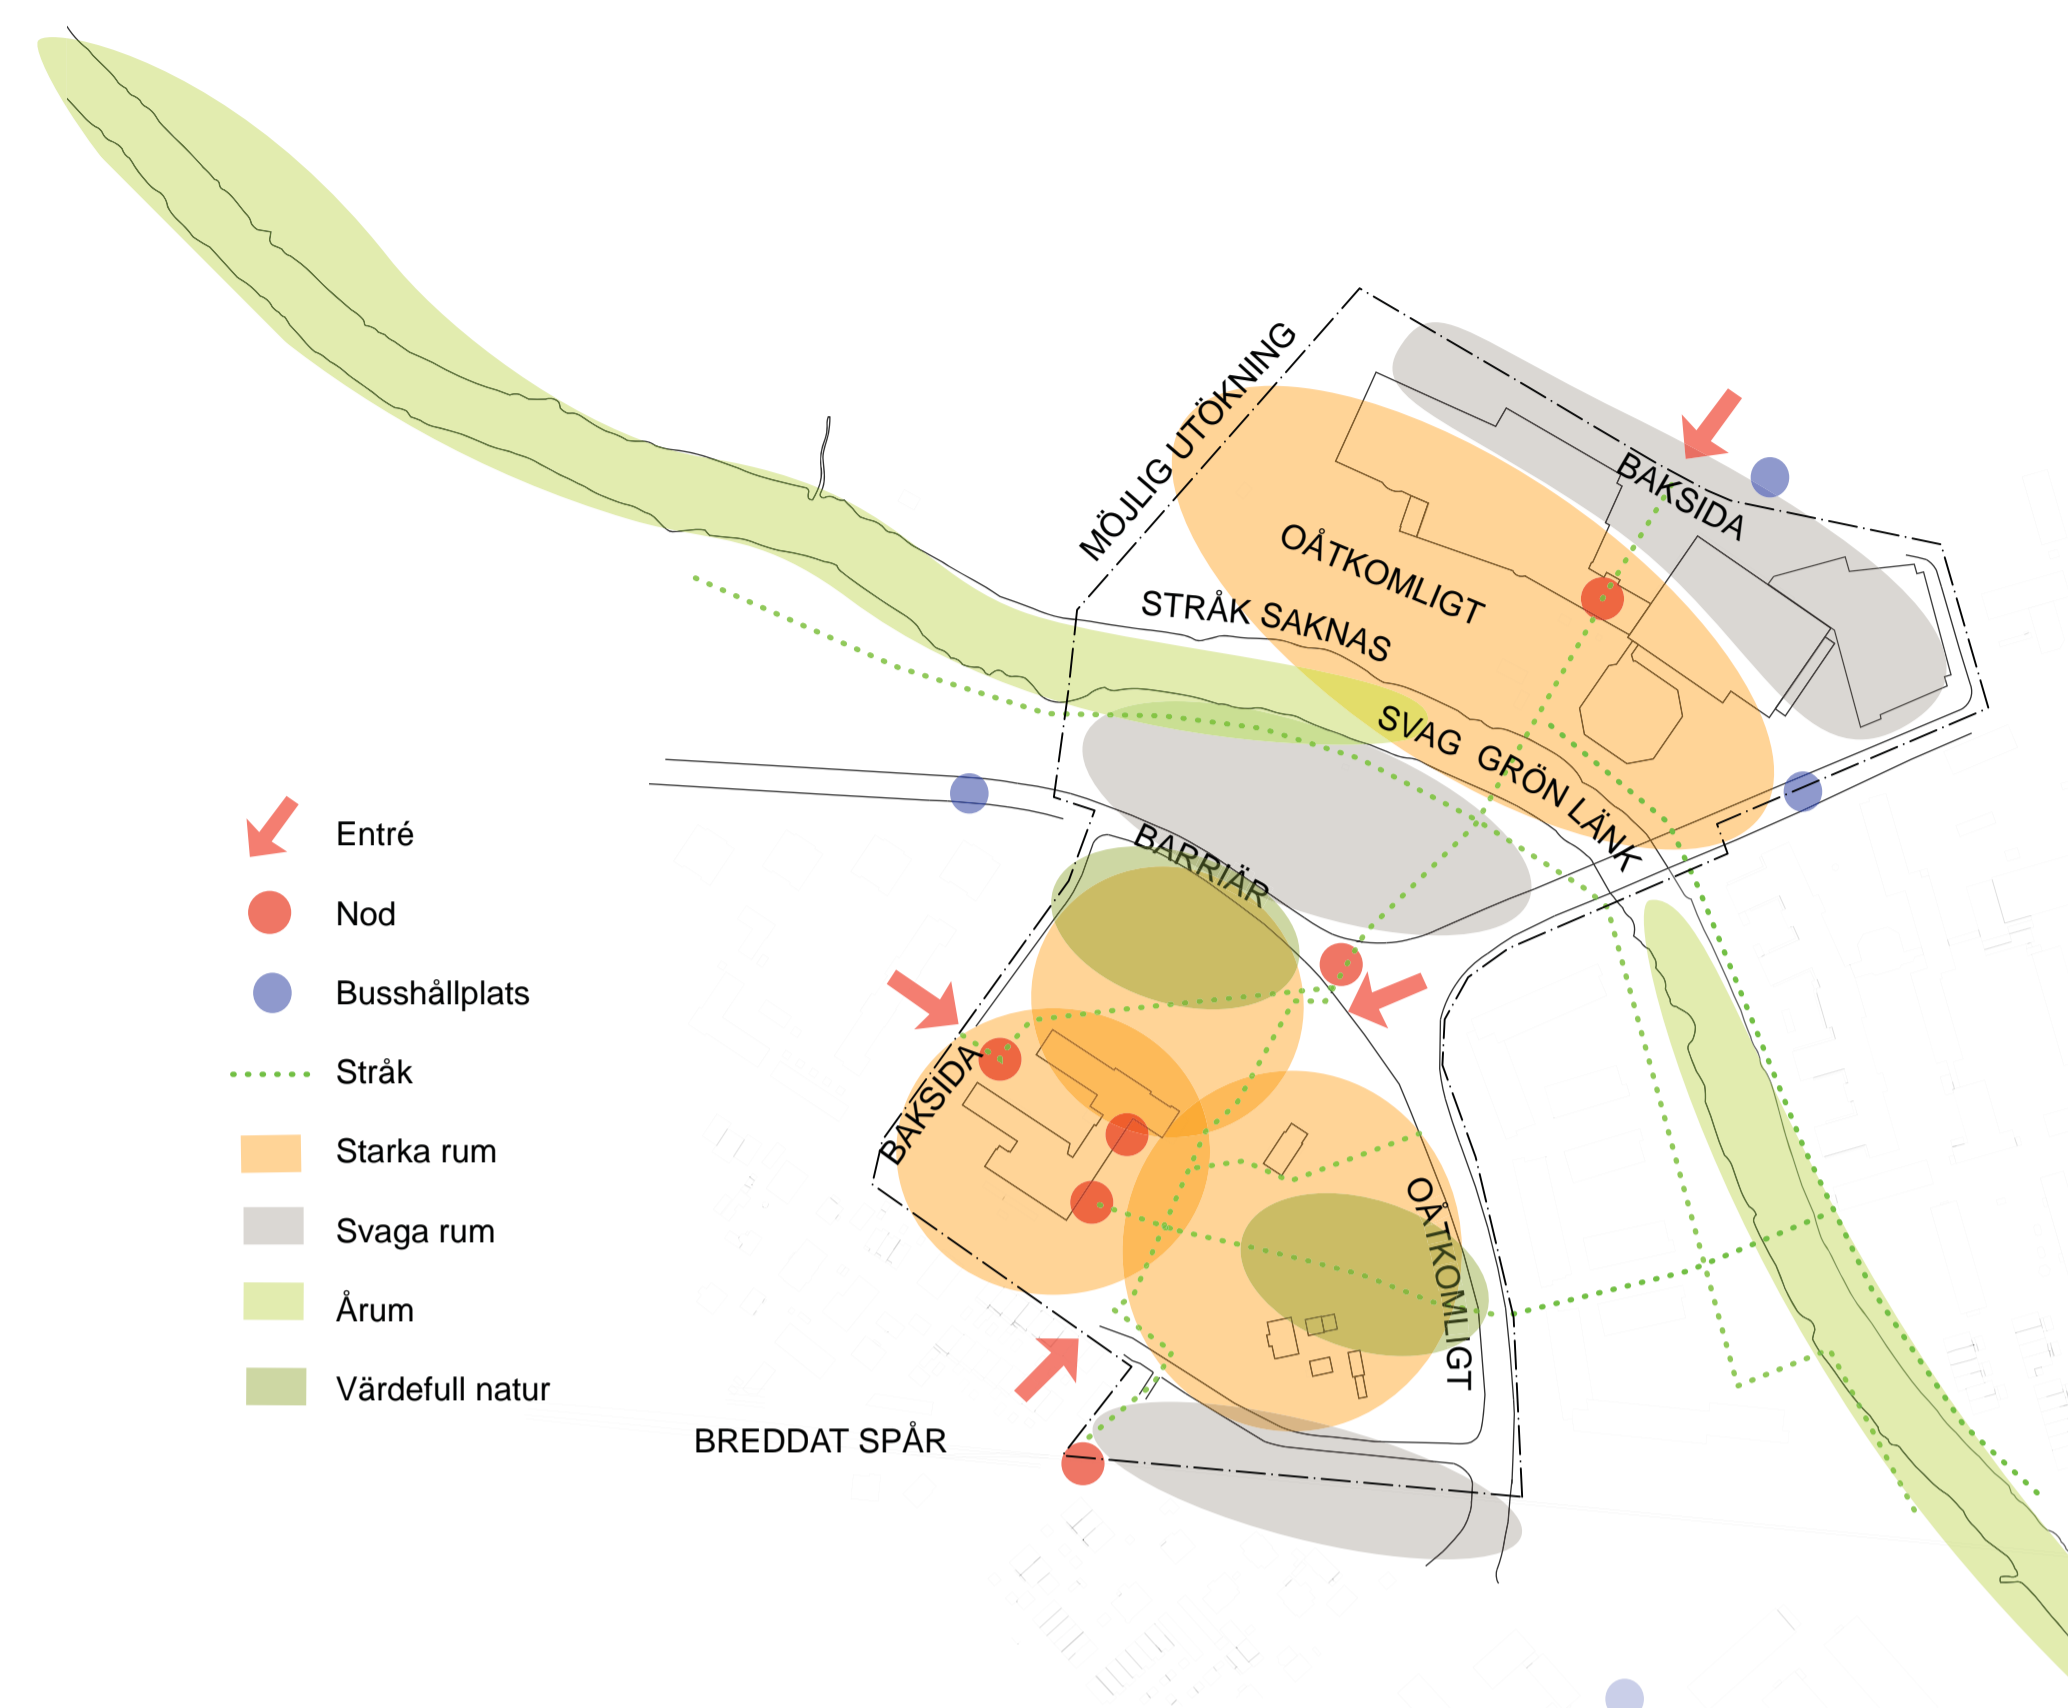 MÖJLIG UTÖKNING
BAKSIDA
OÅTKOMLIGT
STRÅK SAKNAS
SVAG GRÖN LÄNK
BARRIÄR
BAKSIDA
OÅTKOMLIGT
BREDDAT SPÅR
Entré
Nod
Busshållplats
Stråk
Starka rum
Svaga rum
Årum
Värdefull natur